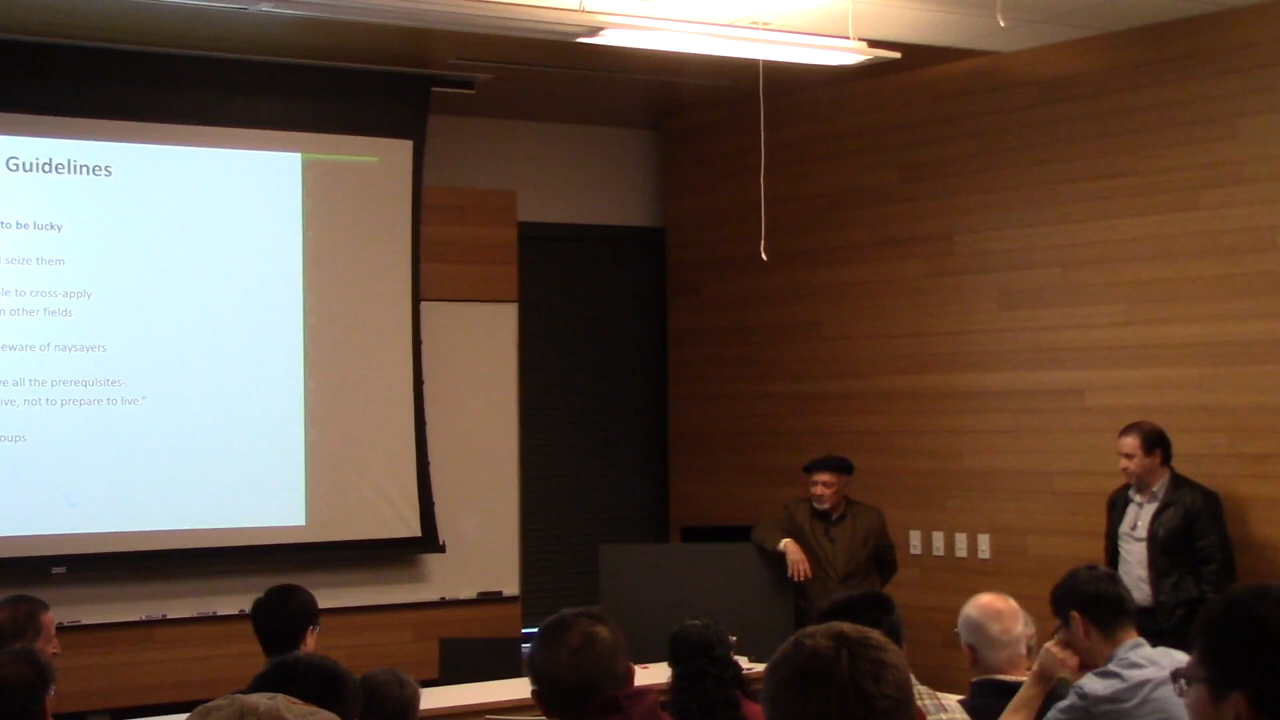 Guidelines
to be lucky
seize them
le to cross-apply
n other fields
eware of naysayers
ve all the prerequisites-
ive, not to prepare to live."
oups